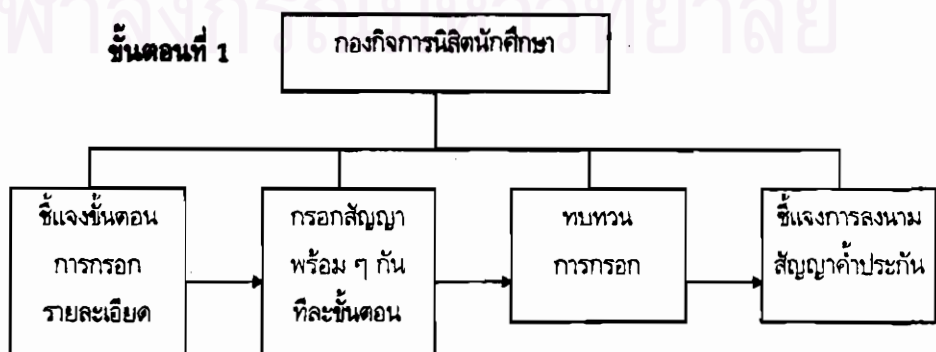 ขั้นตอนที่ 1
กองกิจการนิสิตนักศึกษา
ชี้แจงขั้นตอน
การกรอก
รายละเอียด
กรอกสัญญา
พร้อม ๆ กัน
ทีละขั้นตอน
ทบทวน
การกรอก
ชี้แจงการลงนาม
สัญญาค้ำประกัน